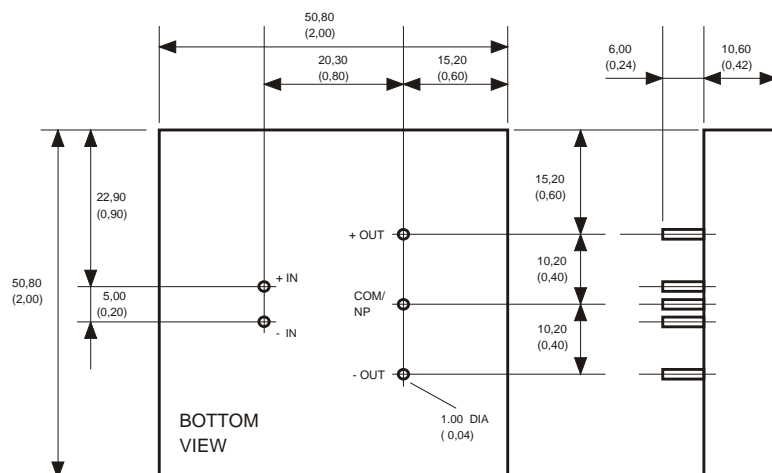 50,80
(2,00)
20,30
(0,80)
15,20
(0,60)
6,00
(0,24)
10,60
(0,42)
22,90
(0,90)
15,20
(0,60)
+ OUT
10,20
(0,40)
+ IN
50,80
(2,00)
5,00
(0,20)
COM/
NP
- IN
10,20
(0,40)
- OUT
1.00 DIA
( 0,04)
BOTTOM
VIEW